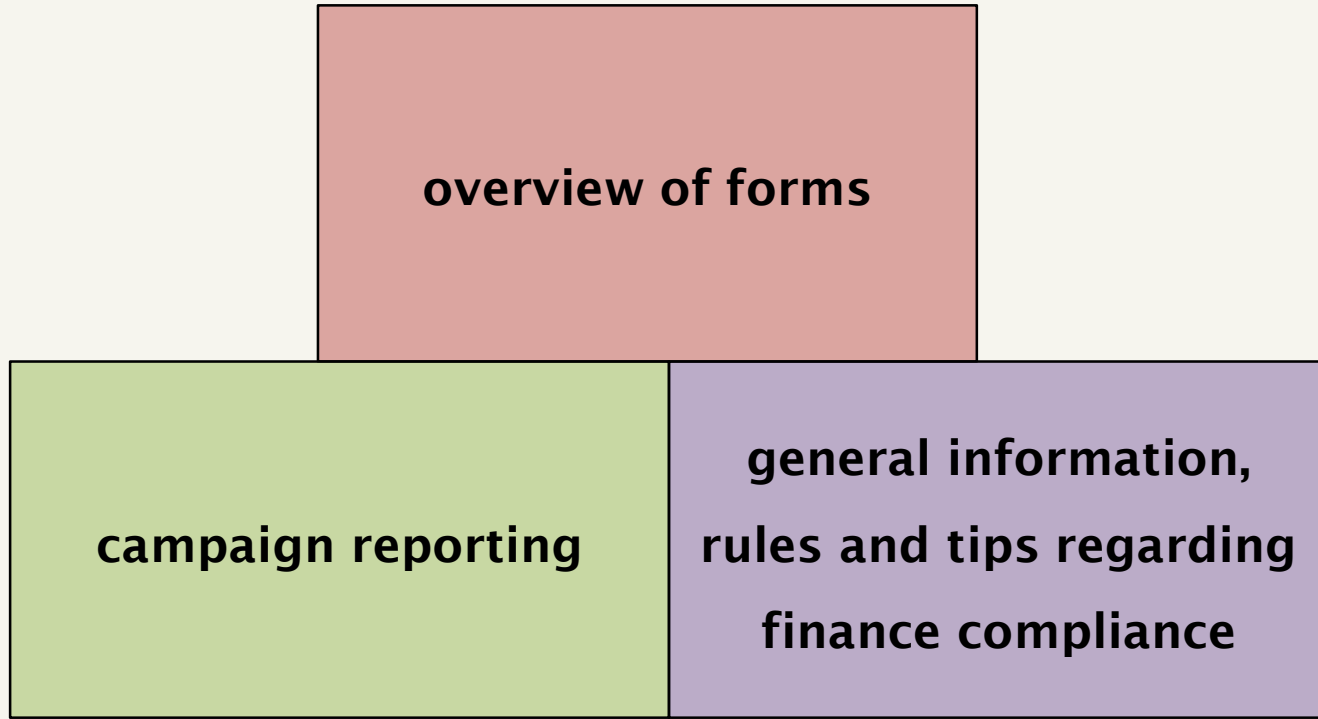 overview of forms
campaign reporting
general information,
rules and tips regarding
finance compliance